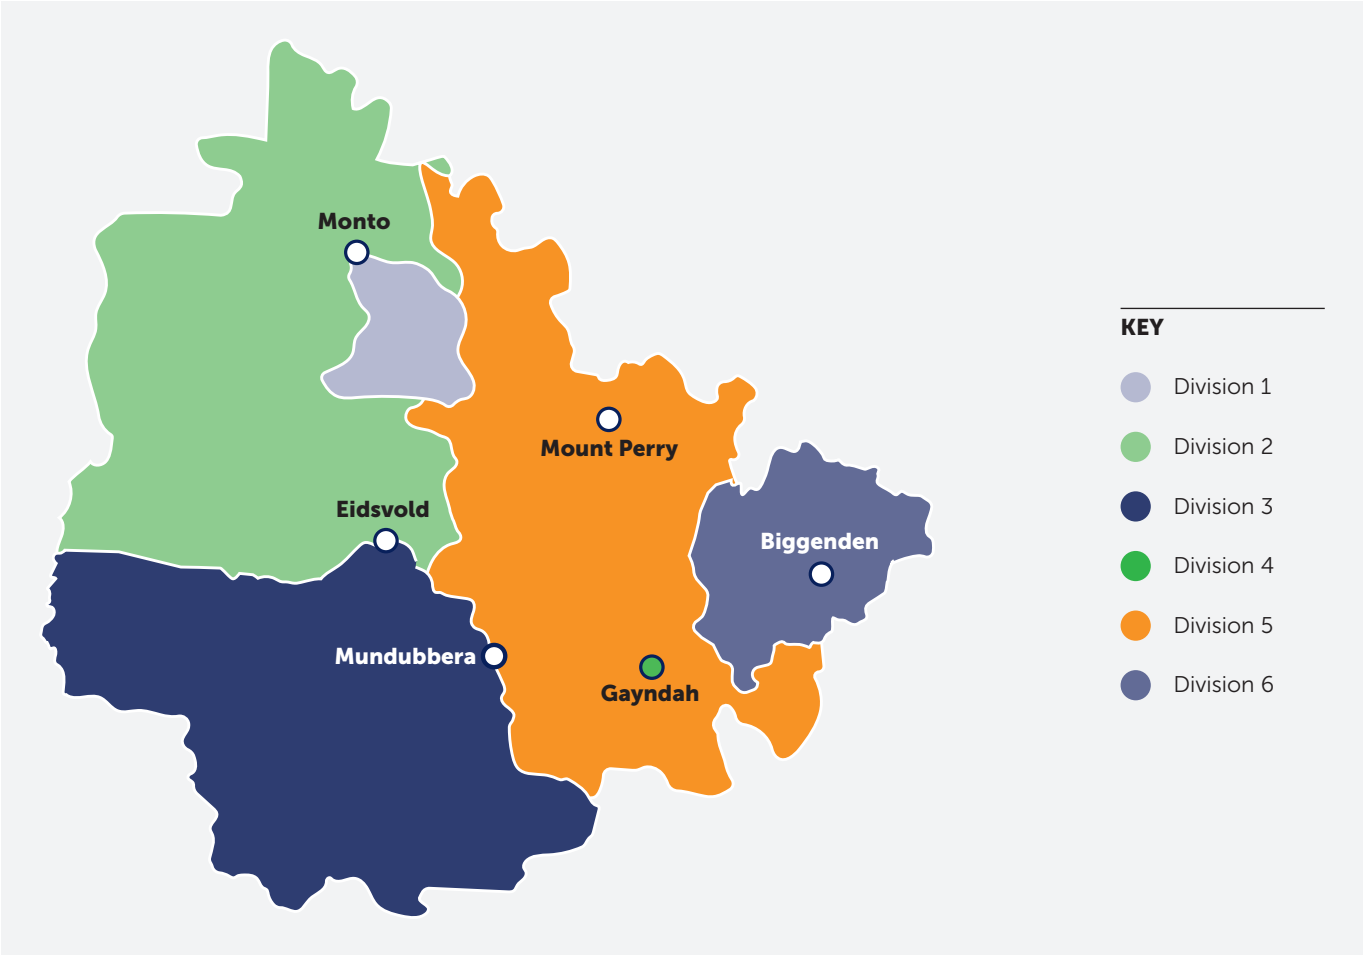 Monto
Eidsvold
Mount Perry
Biggenden
Mundubbera
Gayndah
KEY
Division 1
Division 2
Division 3
Division 4
Division 5
Division 6